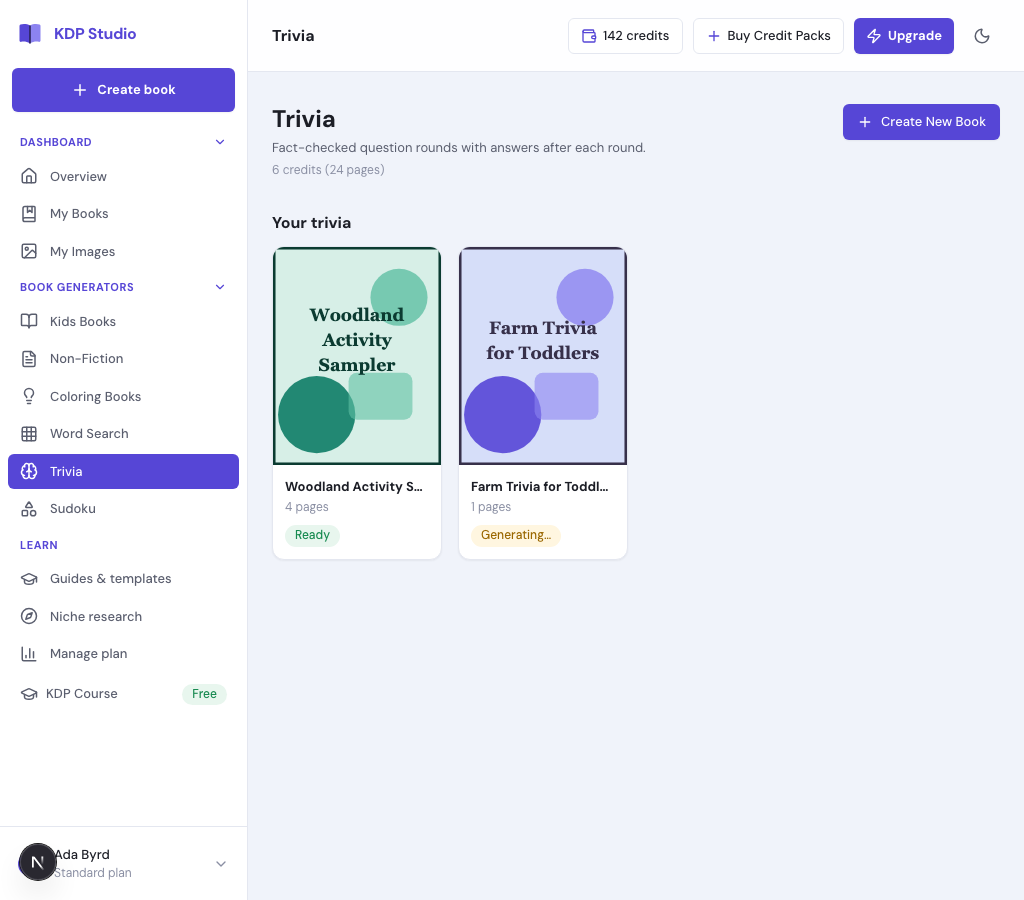 KDP Studio
Create book
DASHBOARD
Overview
My Books
My Images
BOOK GENERATORS
Kids Books
Non-Fiction
Coloring Books
Word Search
Trivia
Sudoku
LEARN
Guides & templates
Niche research
Manage plan
KDP Course Free
N Ada Byrd
Standard plan
Trivia
142 credits
Buy Credit Packs
Upgrade
Trivia
Create New Book
Fact-checked question rounds with answers after each round.
6 credits (24 pages)
Your trivia
Woodland
Activity
Sampler
Woodland Activity S...
4 pages
Ready
Farm Trivia
for Toddlers
Farm Trivia for Toddl...
1 pages
Generating...